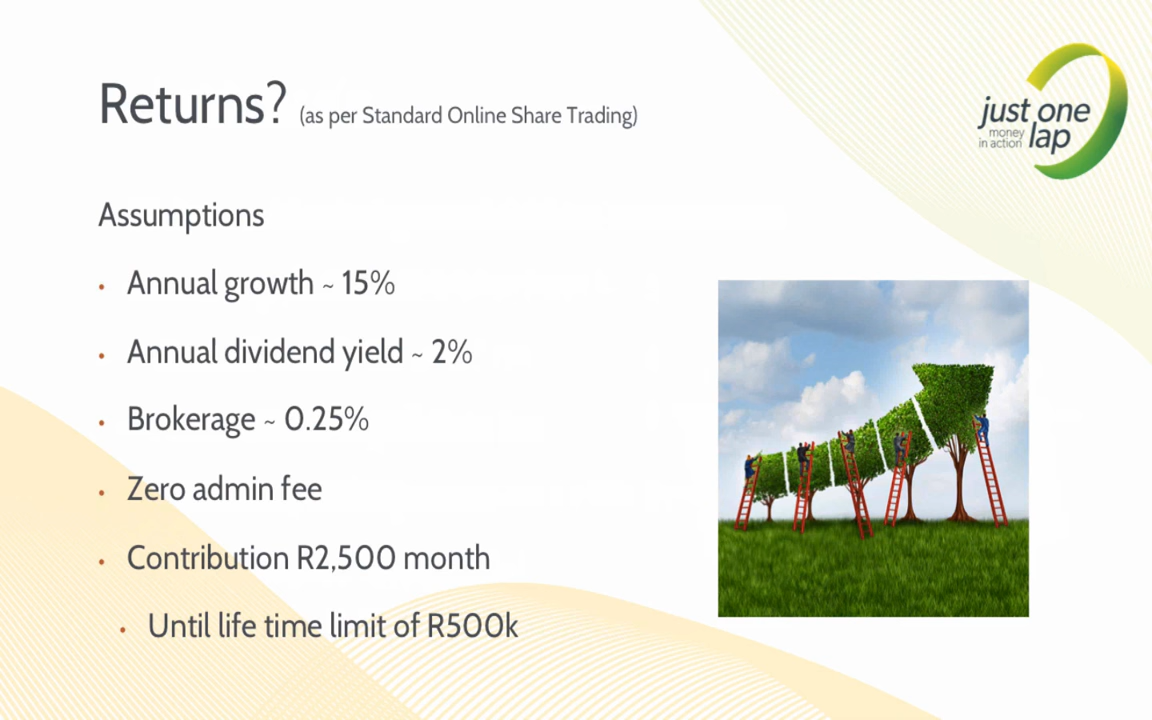 Returns? (as per Standard Online Share Trading)
just one
money
in action lap
Assumptions
• Annual growth ~ 15%
• Annual dividend yield ~ 2%
• Brokerage ~ 0.25%
• Zero admin fee
• Contribution R2,500 month
• Until life time limit of R500k